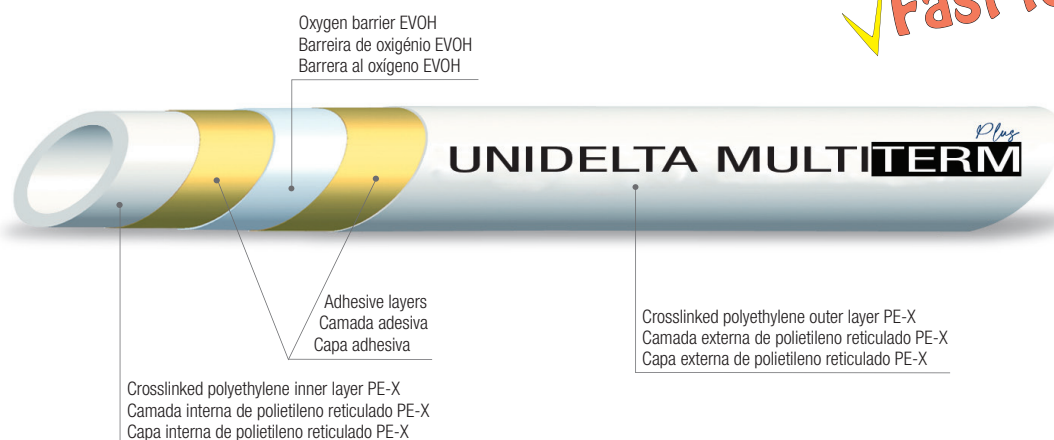 Oxygen barrier EVOH
Barreira de oxigénio EVOH
Barrera al oxígeno EVOH
Plus
UNIDELTA MULTITERM
Adhesive layers
Camada adesiva
Capa adhesiva
Crosslinked polyethylene outer layer PE-X
Camada externa de polietileno reticulado PE-X
Capa externa de polietileno reticulado PE-X
Crosslinked polyethylene inner layer PE-X
Camada interna de polietileno reticulado PE-X
Capa interna de polietileno reticulado PE-X